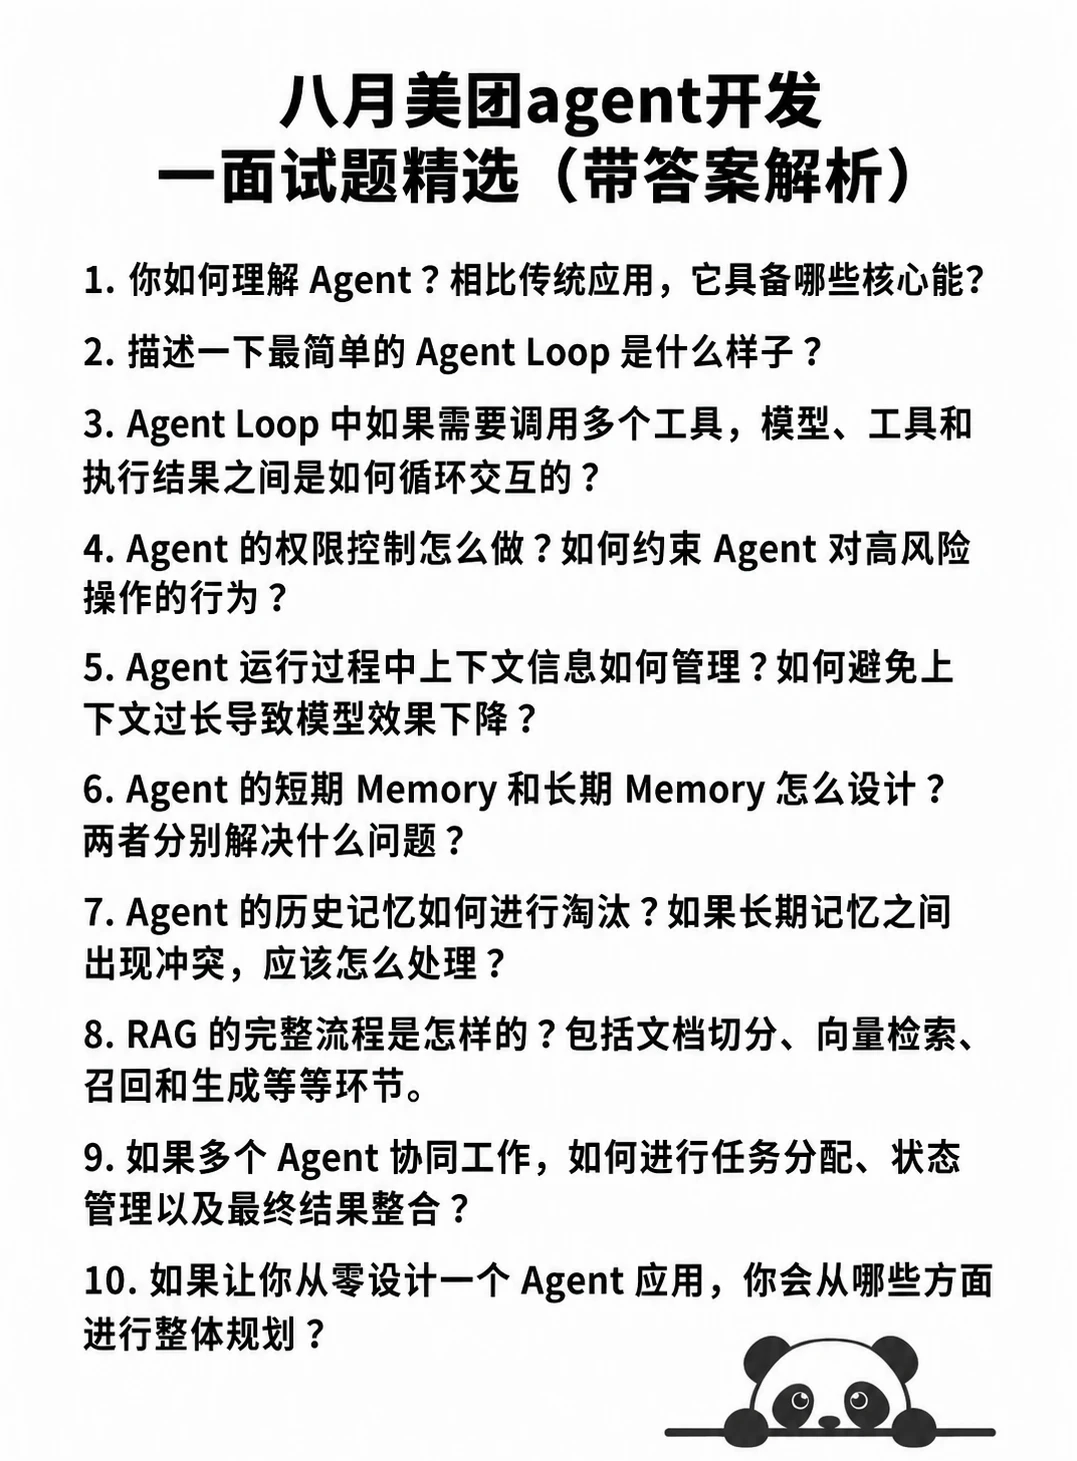 八月美团agent开发
一面试题精选（带答案解析）
1. 你如何理解 Agent？相比传统应用，它具备哪些核心能？
2. 描述一下最简单的 Agent Loop 是什么样子？
3. Agent Loop 中如果需要调用多个工具，模型、工具和
执行结果之间是如何循环交互的？
4. Agent 的权限控制怎么做？如何约束 Agent 对高风险
操作的行为？
5. Agent 运行过程中上下文信息如何管理？如何避免上
下文过长导致模型效果下降？
6. Agent 的短期 Memory 和长期 Memory 怎么设计？
两者分别解决什么问题？
7. Agent 的历史记忆如何进行淘汰？如果长期记忆之间
出现冲突，应该怎么处理？
8. RAG 的完整流程是怎样的？包括文档切分、向量检索、
召回和生成等等环节。
9. 如果多个 Agent 协同工作，如何进行任务分配、状态
管理以及最终结果整合？
10. 如果让你从零设计一个 Agent 应用，你会从哪些方面
进行整体规划？